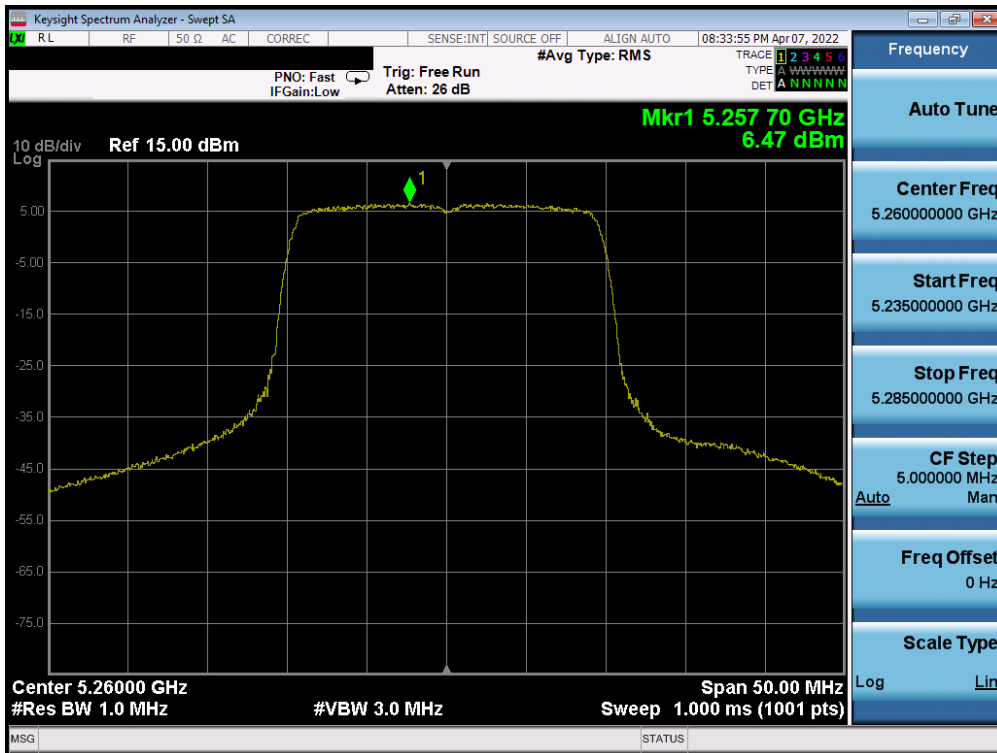 Keysight Spectrum Analyzer - Swept SA
LXI RL RF 50 Ω AC CORREC SENSE:INT SOURCE OFF ALIGN AUTO 08:33:55 PM Apr 07, 2022
#Avg Type: RMS
TRACE 1 2 3 4 5 6
TYPE A WWWWW
DET A N N N N N
PNO: Fast
IFGain:Low
Trig: Free Run
Atten: 26 dB
Mkr1 5.257 70 GHz
6.47 dBm
10 dB/div
Log
Ref 15.00 dBm
1
5.00
-5.00
-15.0
-25.0
-35.0
-45.0
-55.0
-65.0
-75.0
Center 5.26000 GHz
Span 50.00 MHz
#Res BW 1.0 MHz
#VBW 3.0 MHz
Sweep 1.000 ms (1001 pts)
MSG
STATUS
Frequency
Auto Tune
Center Freq
5.260000000 GHz
Start Freq
5.235000000 GHz
Stop Freq
5.285000000 GHz
CF Step
5.000000 MHz
Auto Man
Freq Offset
0 Hz
Scale Type
Log Lin